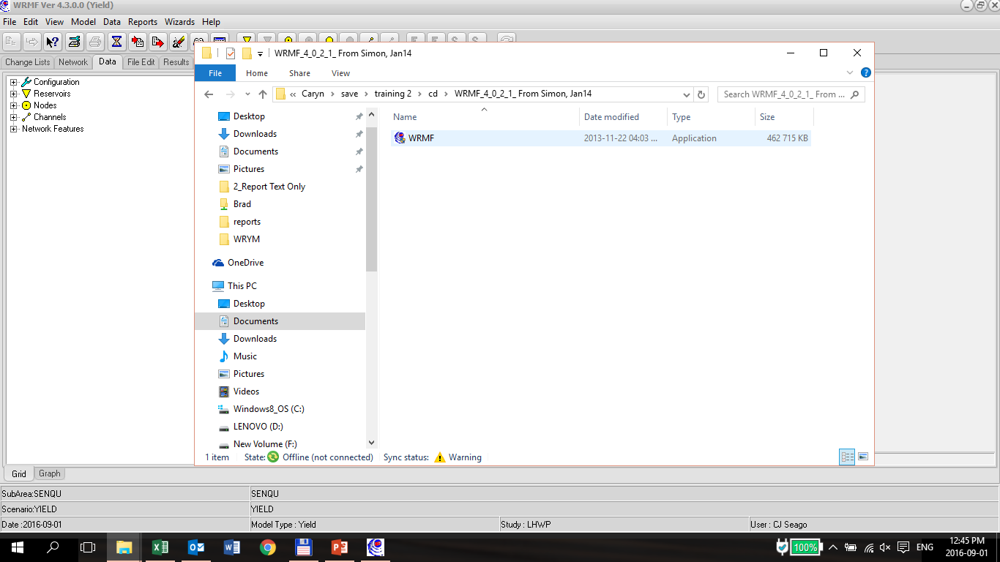 WRMF Ver 4.3.0.0 (Yield)
File Edit View Model Data Reports Wizards Help
Change Lists Network Data File Edit Results
Configuration
Reservoirs
Nodes
Channels
Network Features
WRMF_4_0_2_1_ From Simon, Jan14
File Home Share View
« Caryn › save › training 2 › cd › WRMF_4_0_2_1_ From Simon, Jan14
Search WRMF_4_0_2_1_ From ...
Desktop
Downloads
Documents
Pictures
2_Report Text Only
Brad
reports
WRYM
OneDrive
This PC
Desktop
Documents
Downloads
Music
Pictures
Videos
Windows8_OS (C:)
LENOVO (D:)
New Volume (F:)
Name Date modified Type Size
WRMF 2013-11-22 04:03 ... Application 462 715 KB
1 item State: Offline (not connected) Sync status: Warning
Grid Graph
SubArea:SENQU SENQU
Scenario:YIELD YIELD
Date :2016-09-01 Model Type : Yield Study : LHWP User : CJ Seago
100% ENG 12:45 PM
2016-09-01